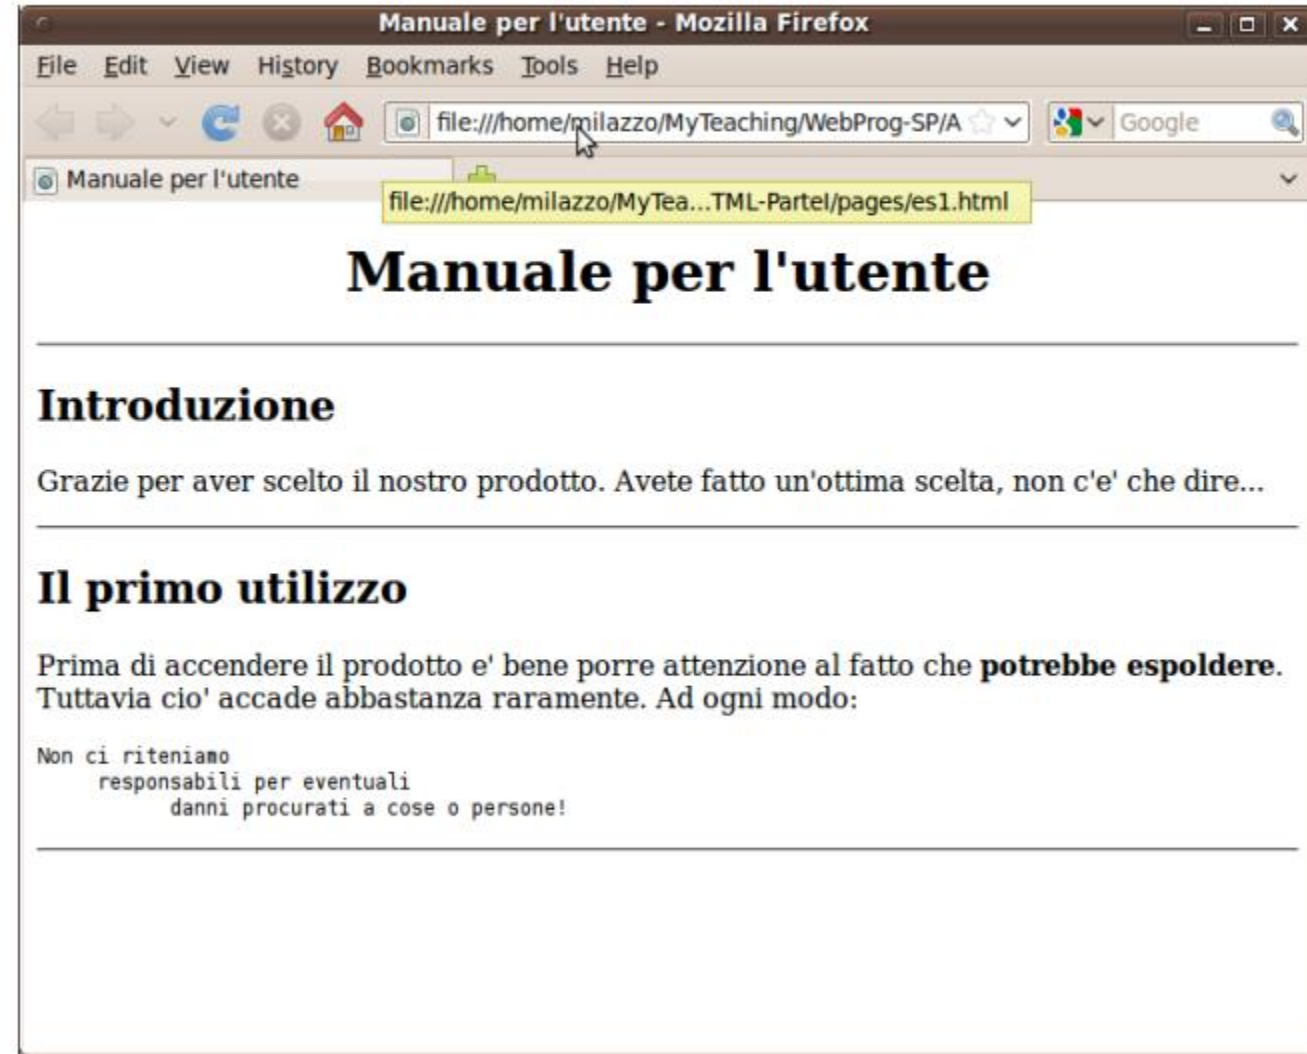 Manuale per l'utente - Mozilla Firefox
File Edit View History Bookmarks Tools Help
file:///home/milazzo/MyTeaching/WebProg-SP/A Google
Manuale per l'utente
file:///home/milazzo/MyTea...TML-ParteI/pages/es1.html
Manuale per l'utente
Introduzione
Grazie per aver scelto il nostro prodotto. Avete fatto un'ottima scelta, non c'e' che dire...
Il primo utilizzo
Prima di accendere il prodotto e' bene porre attenzione al fatto che potrebbe espoldere.
Tuttavia cio' accade abbastanza raramente. Ad ogni modo:
Non ci riteniamo
responsabili per eventuali
danni procurati a cose o persone!